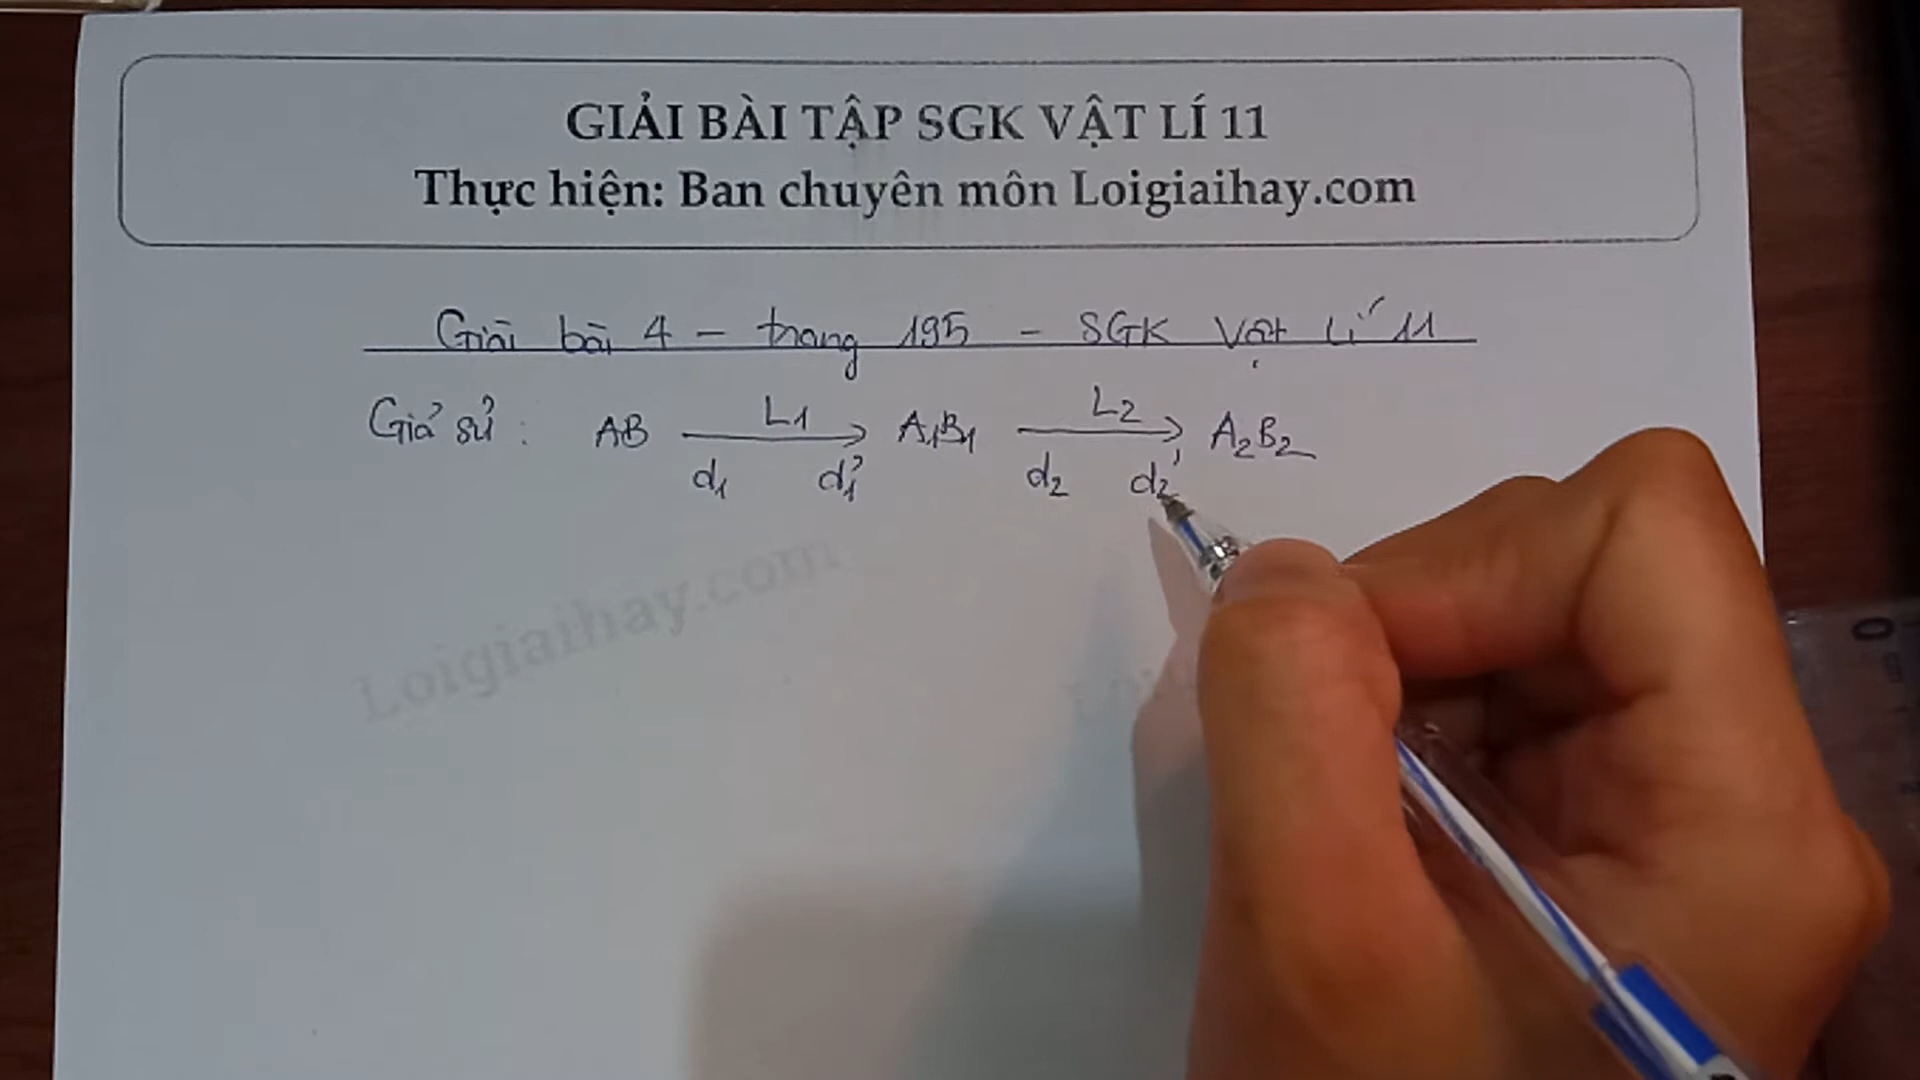 GIẢI BÀI TẬP SGK VẬT LÍ 11
Thực hiện: Ban chuyên môn Loigiaihay.com
Giải bài 4 - trang 195 - SGK Vật Lí 11
Giả sử : AB L1 A1B1 L2 A2B2
d1 d1' d2 d2'
Loigiaihay.com
0